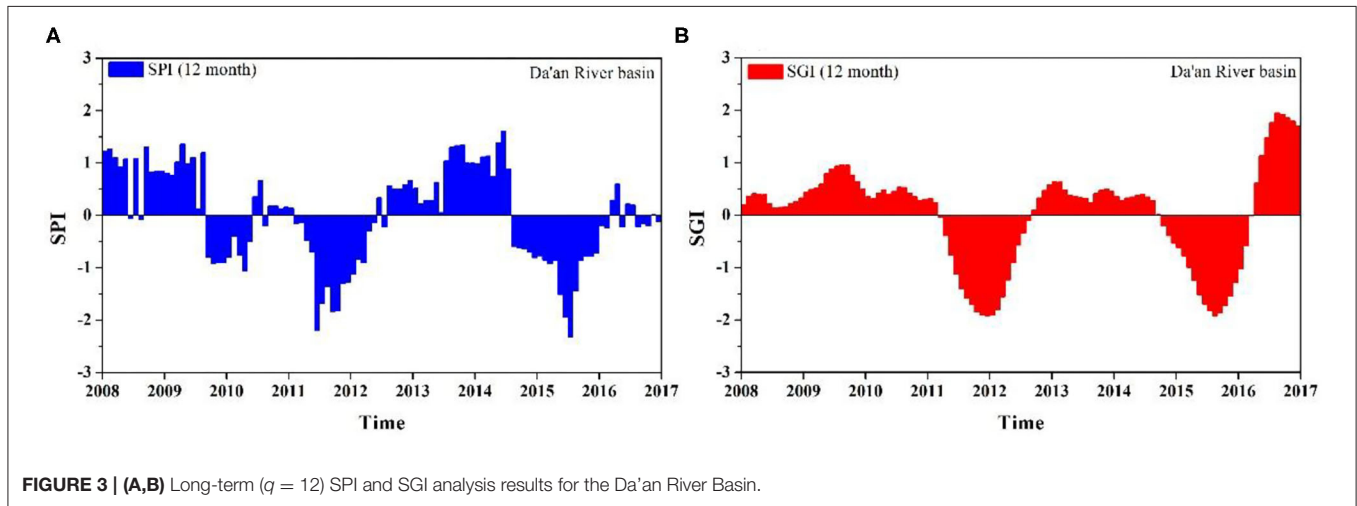 A
SPI (12 month)
Da'an River basin
3
2
1
0
-1
-2
-3
SPI
2008 2009 2010 2011 2012 2013 2014 2015 2016 2017
Time
B
SGI (12 month)
Da'an River basin
3
2
1
0
-1
-2
-3
SGI
2008 2009 2010 2011 2012 2013 2014 2015 2016 2017
Time
FIGURE 3 | (A,B) Long-term (q = 12) SPI and SGI analysis results for the Da'an River Basin.